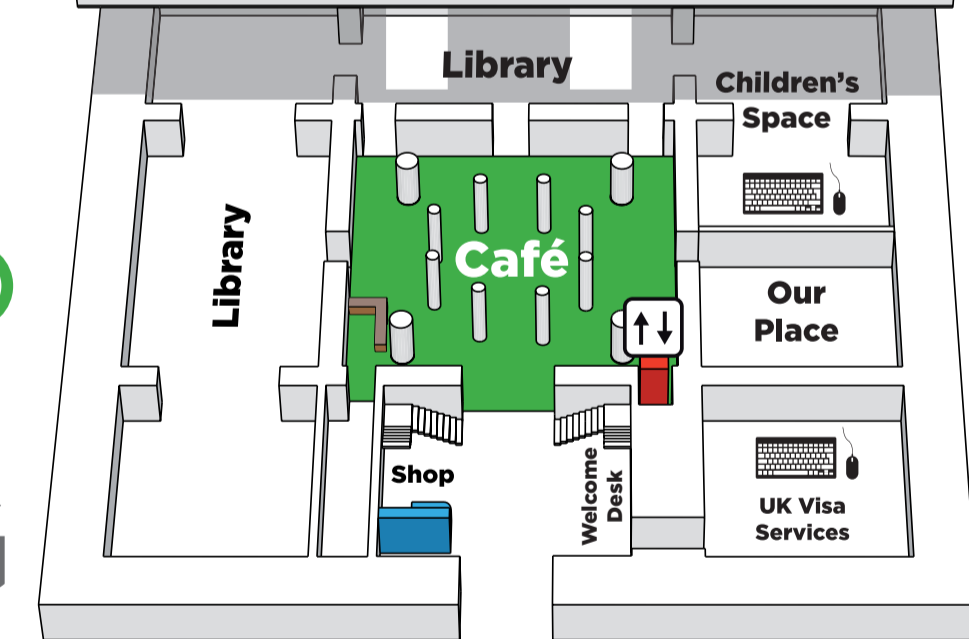 Library
Children's
Space
Library
Café
Our
Place
Shop
Welcome
Desk
UK Visa
Services